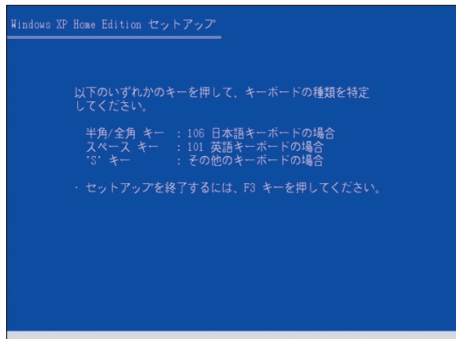 Windows XP Home Edition セットアップ
以下のいずれかのキーを押して、キーボードの種類を特定
してください。
半角/全角 キー : 106 日本語キーボードの場合
スペース キー : 101 英語キーボードの場合
'S' キー : その他のキーボードの場合
・ セットアップを終了するには、F3 キーを押してください。